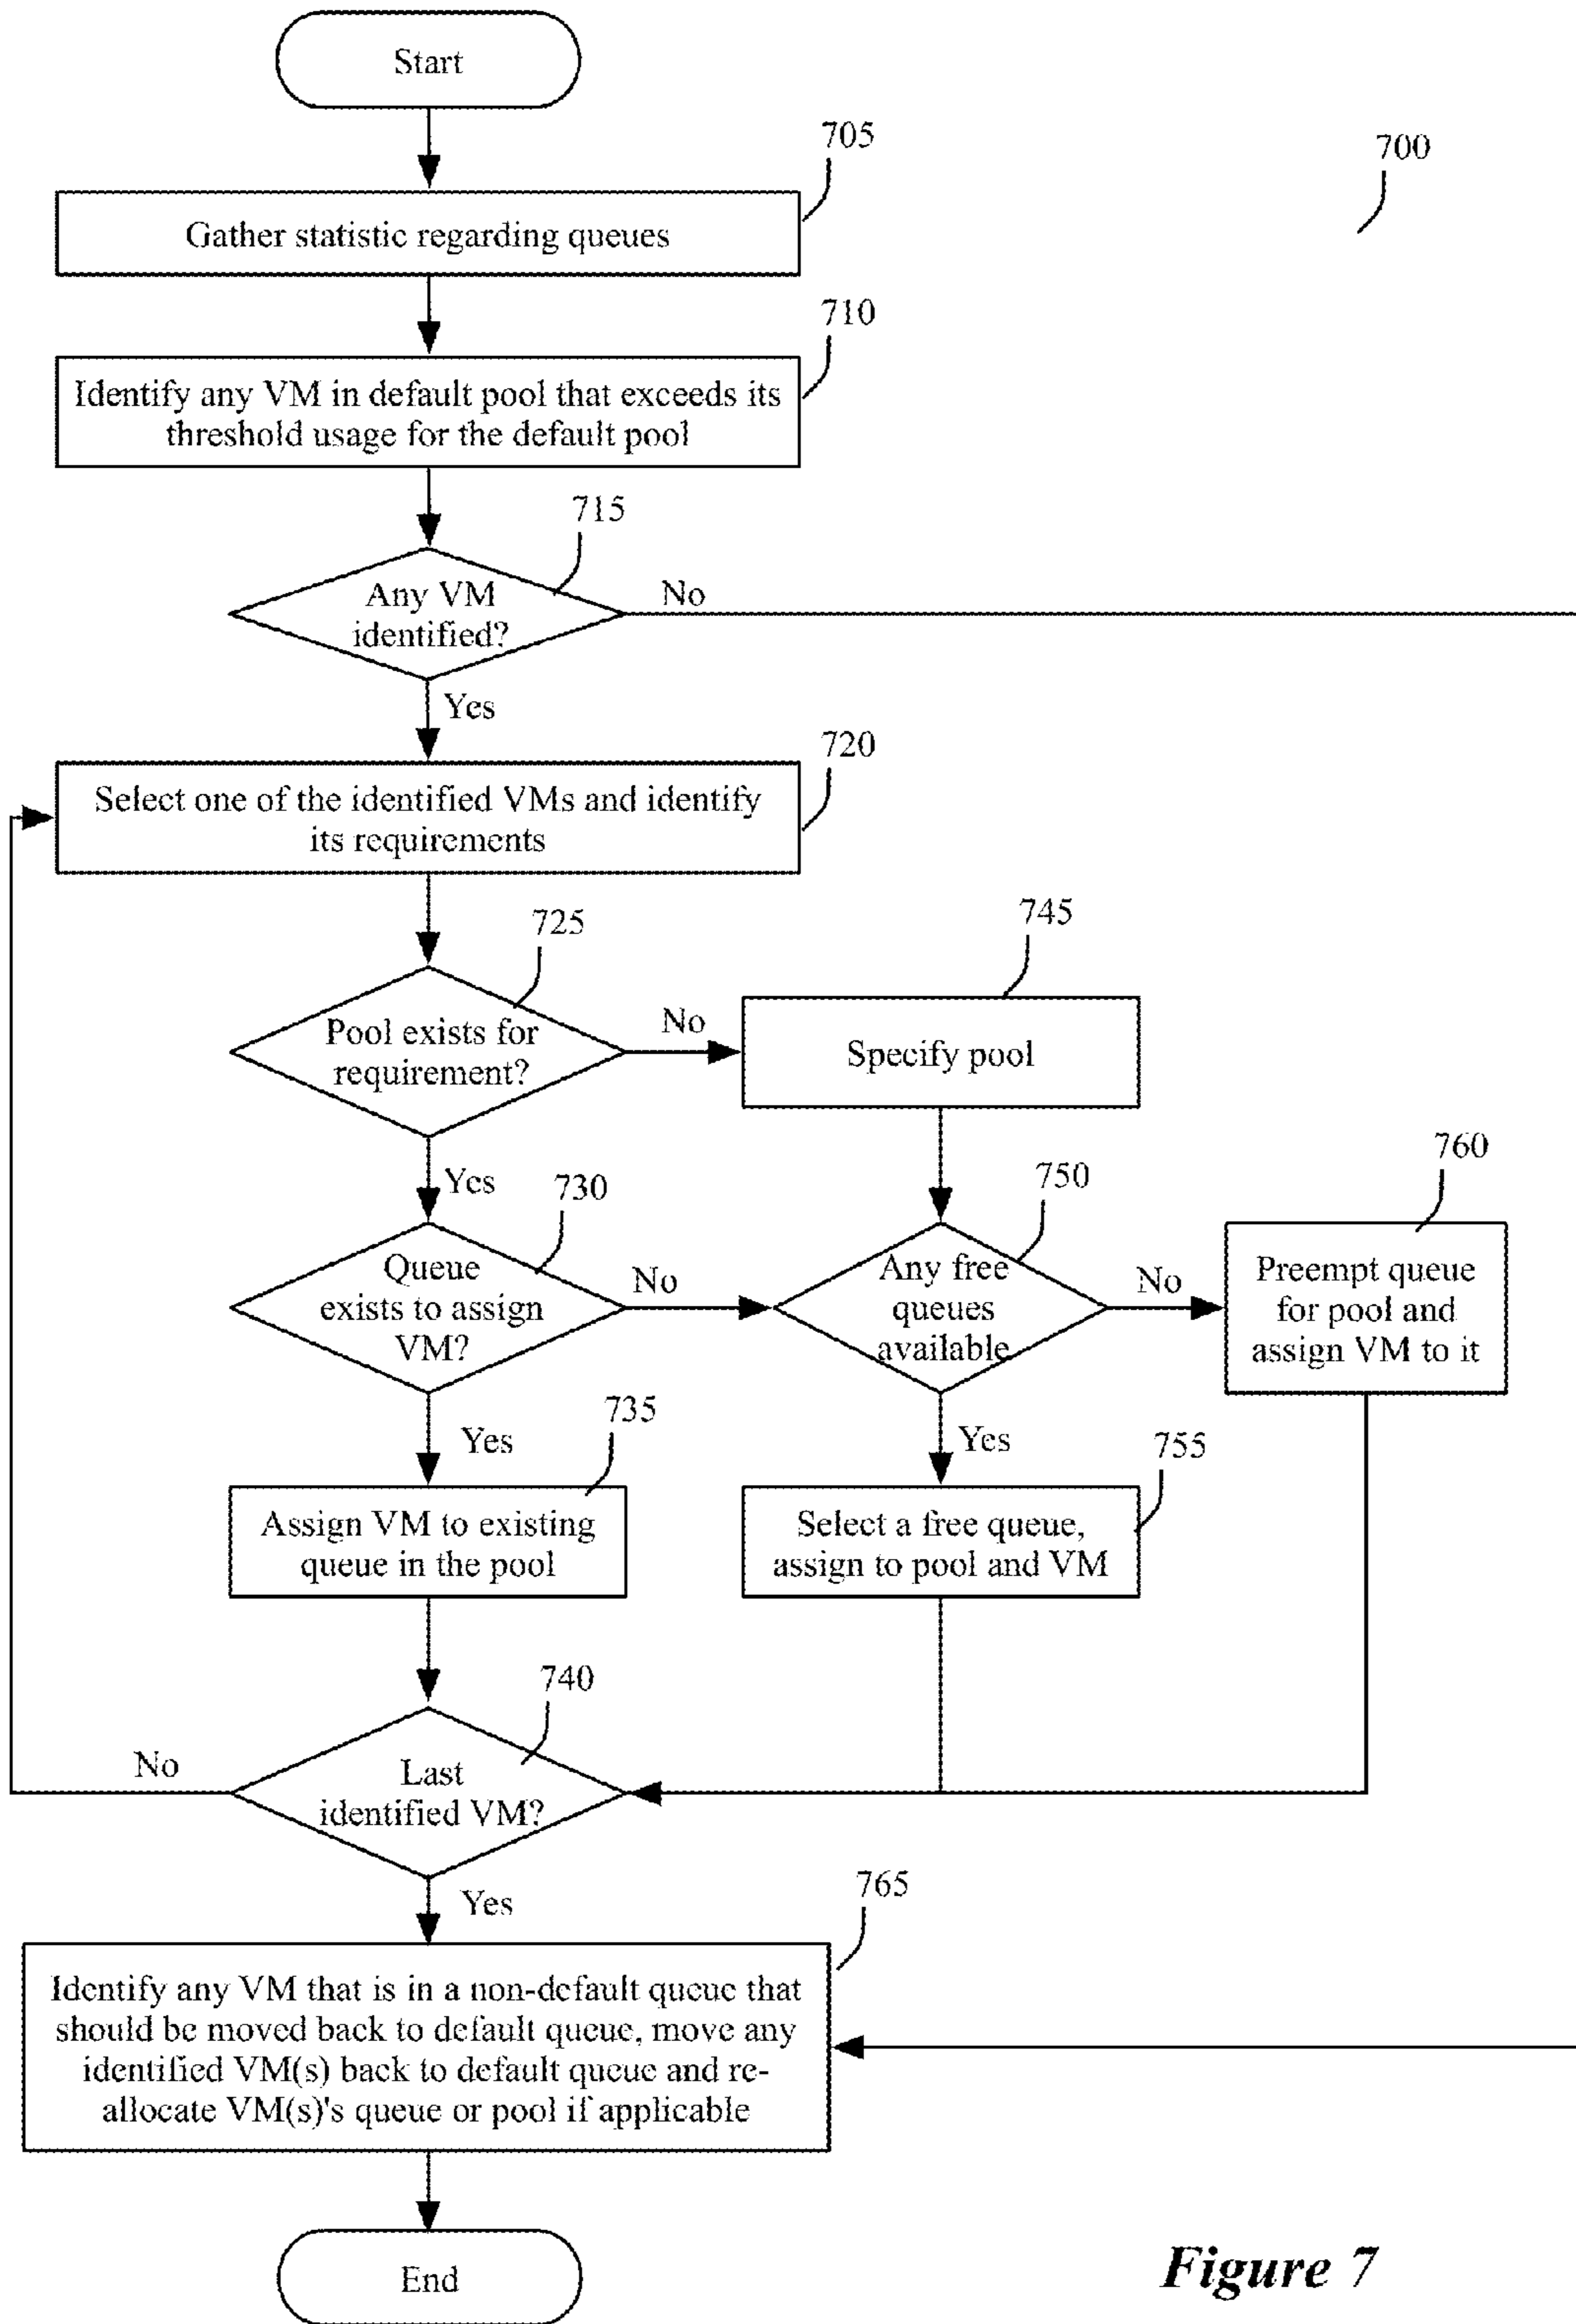 Start
705
700
Gather statistic regarding queues
710
Identify any VM in default pool that exceeds its
threshold usage for the default pool
715
Any VM
identified?
No
Yes
720
Select one of the identified VMs and identify
its requirements
725
745
Pool exists for
requirement?
No
Specify pool
Yes
730
750
760
Queue
exists to assign
VM?
No
Any free
queues
available
No
Preempt queue
for pool and
assign VM to it
Yes
735
Yes
755
Assign VM to existing
queue in the pool
Select a free queue,
assign to pool and VM
740
No
Last
identified VM?
Yes
765
Identify any VM that is in a non-default queue that
should be moved back to default queue, move any
identified VM(s) back to default queue and re-
allocate VM(s)'s queue or pool if applicable
End
Figure 7